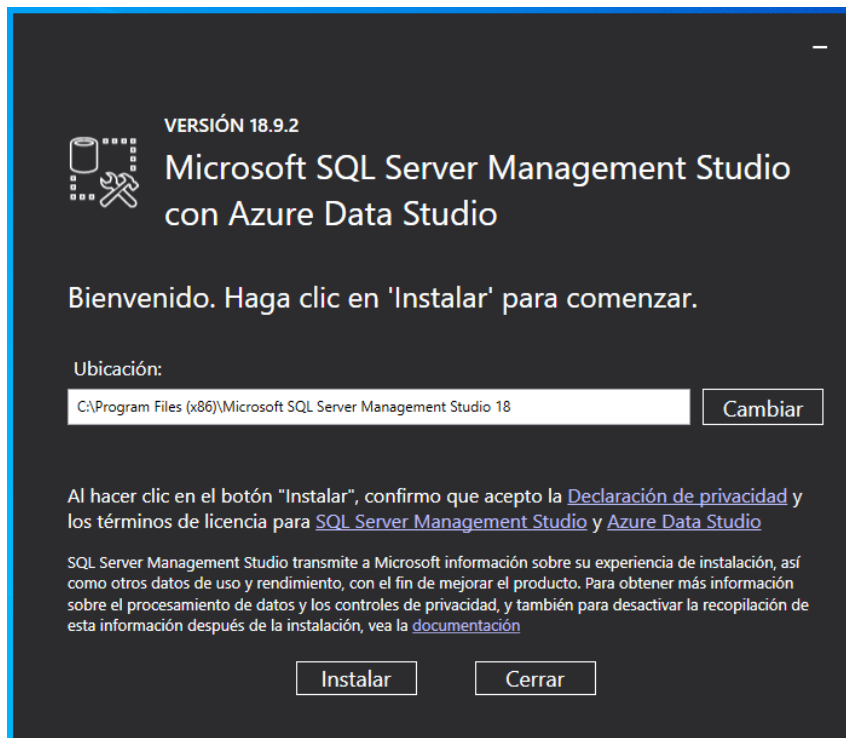 VERSIÓN 18.9.2
Microsoft SQL Server Management Studio
con Azure Data Studio
Bienvenido. Haga clic en 'Instalar' para comenzar.
Ubicación:
C:\Program Files (x86)\Microsoft SQL Server Management Studio 18
Cambiar
Al hacer clic en el botón "Instalar", confirmo que acepto la Declaración de privacidad y
los términos de licencia para SQL Server Management Studio y Azure Data Studio
SQL Server Management Studio transmite a Microsoft información sobre su experiencia de instalación, así
como otros datos de uso y rendimiento, con el fin de mejorar el producto. Para obtener más información
sobre el procesamiento de datos y los controles de privacidad, y también para desactivar la recopilación de
esta información después de la instalación, vea la documentación
Instalar
Cerrar